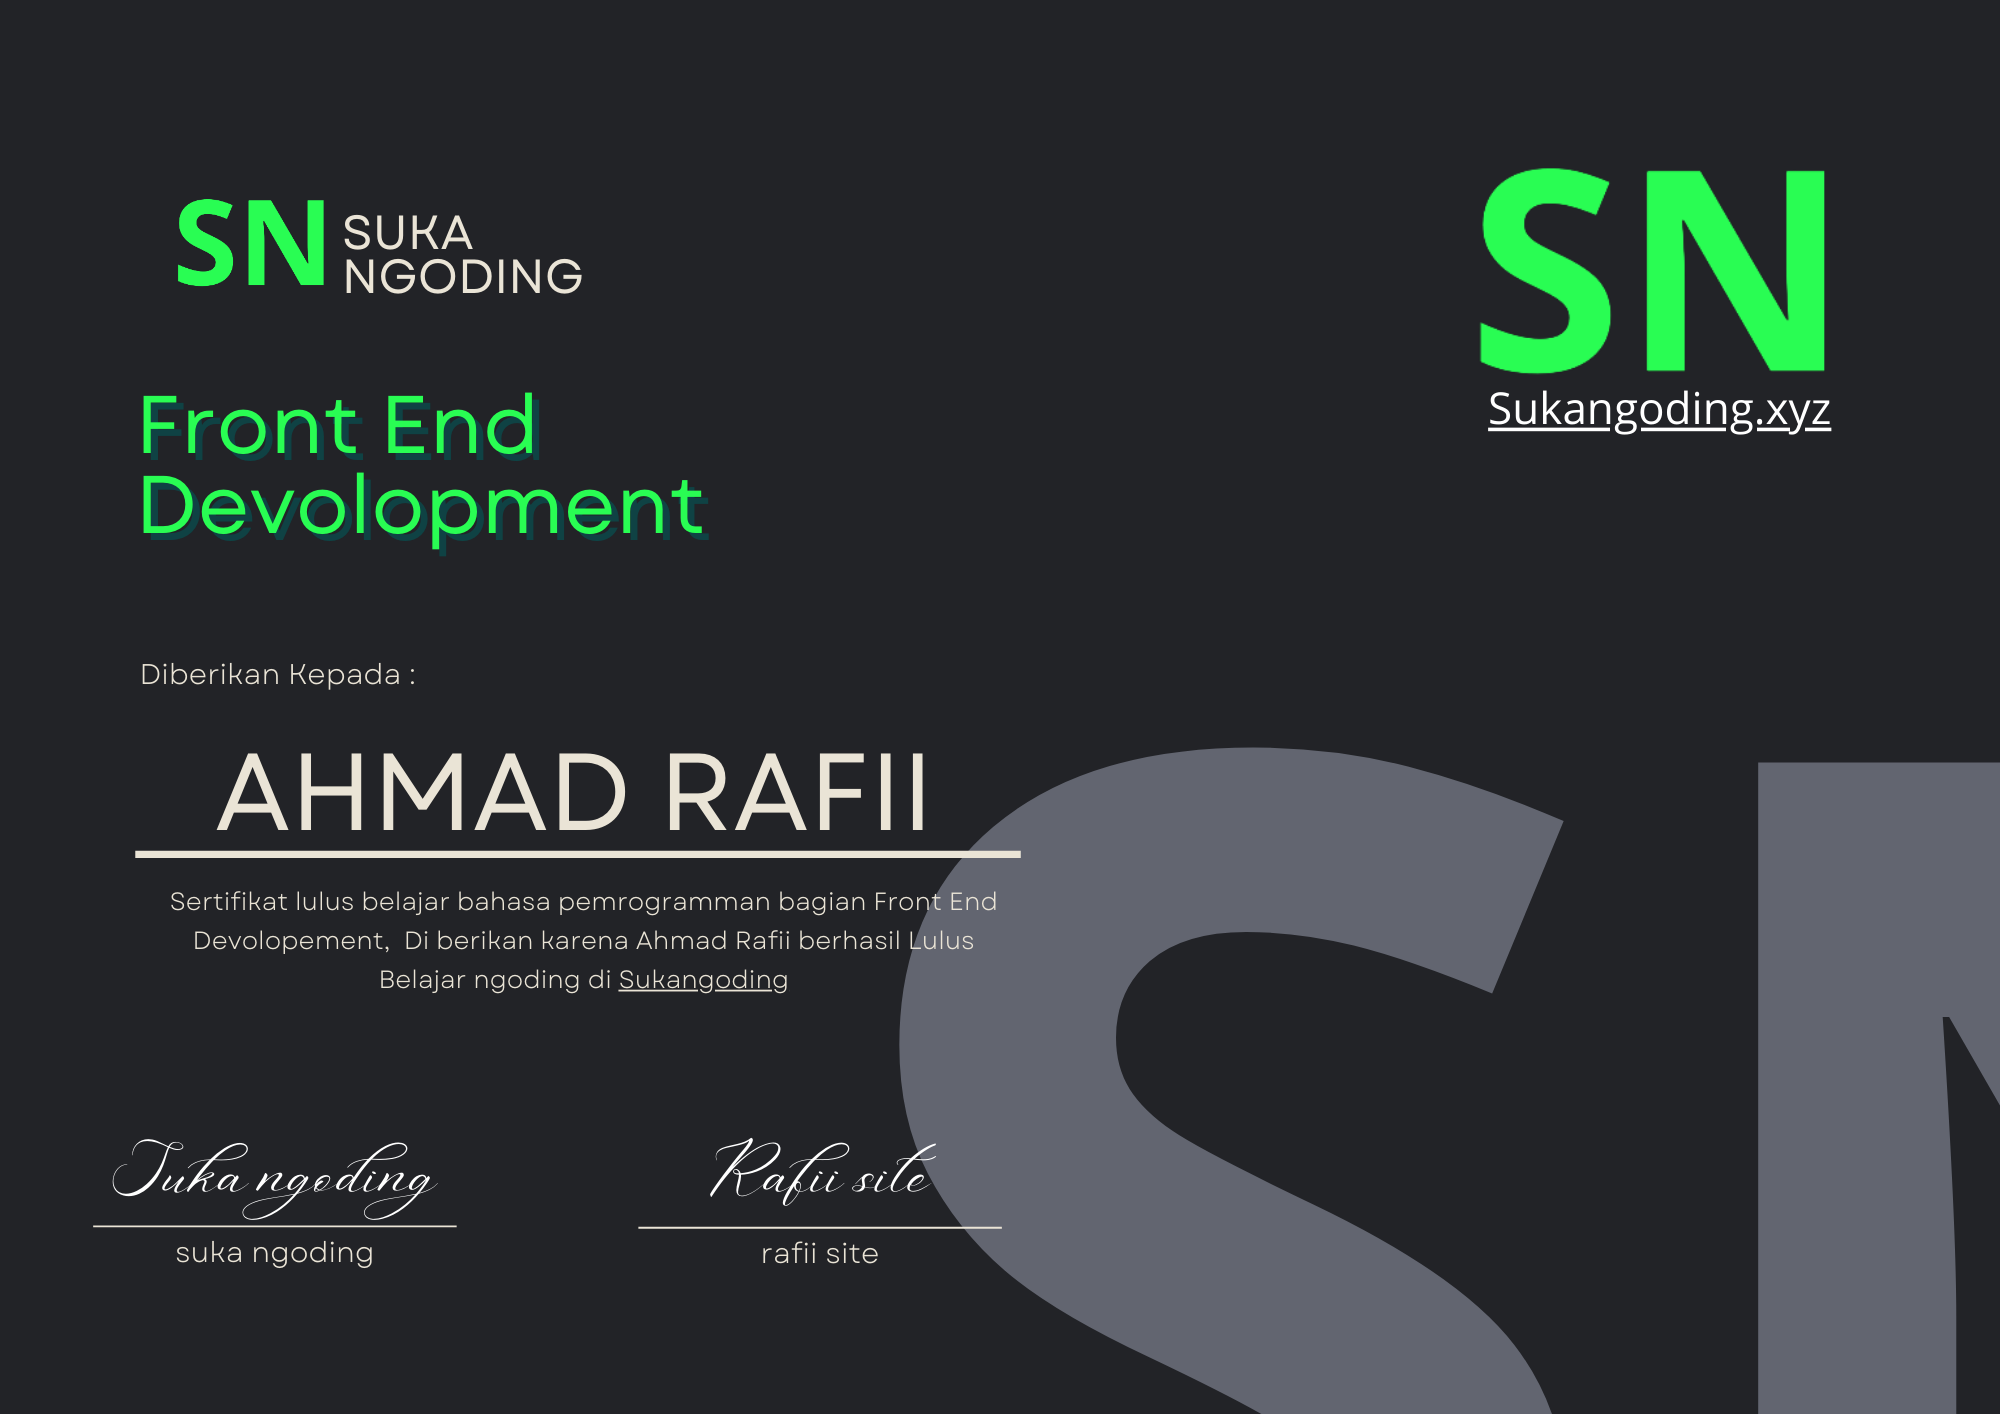 SN SUKA
NGODING
SN
Sukangoding.xyz
Front End
Devolopment
Diberikan Kepada :
AHMAD RAFII
Sertifikat lulus belajar bahasa pemrogramman bagian Front End
Devolopement, Di berikan karena Ahmad Rafii berhasil Lulus
Belajar ngoding di Sukangoding
Suka ngoding
Rafii site
suka ngoding
rafii site
SN